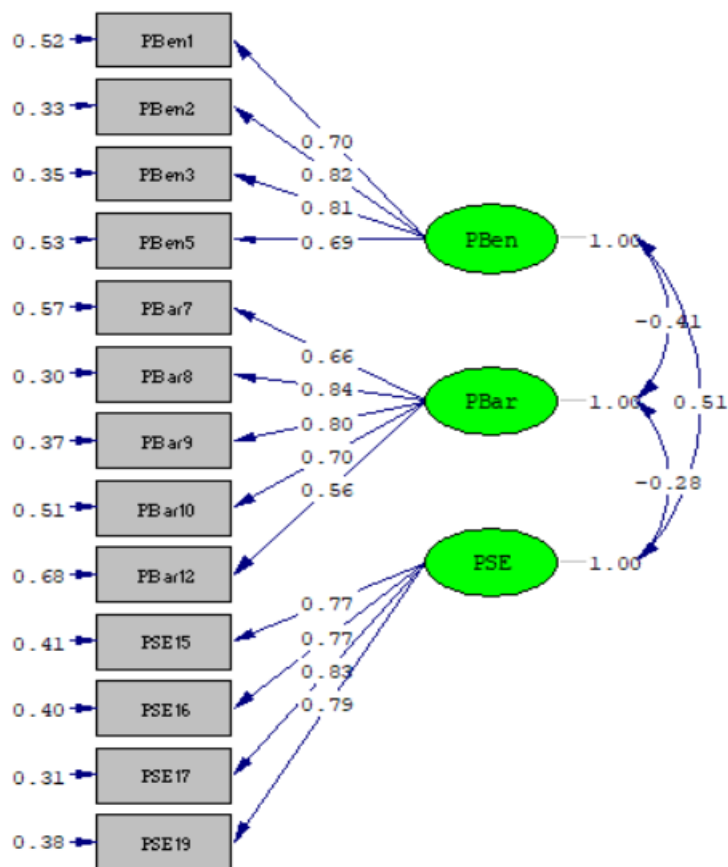 0.52 PBen1
0.33 PBen2
0.70
0.82
0.35 PBen3
0.81
0.53 PBen5 0.69 PBen 1.00
0.57 PBar7
-0.41
0.66
0.30 PBar8
0.84
PBar 1.00 0.51
0.80
0.37 PBar9
0.70
-0.28
0.56
0.51 PBar10
PSE 1.00
0.68 PBar12
0.77
0.41 PSE15
0.77
0.83
0.79
0.40 PSE16
0.31 PSE17
0.38 PSE19